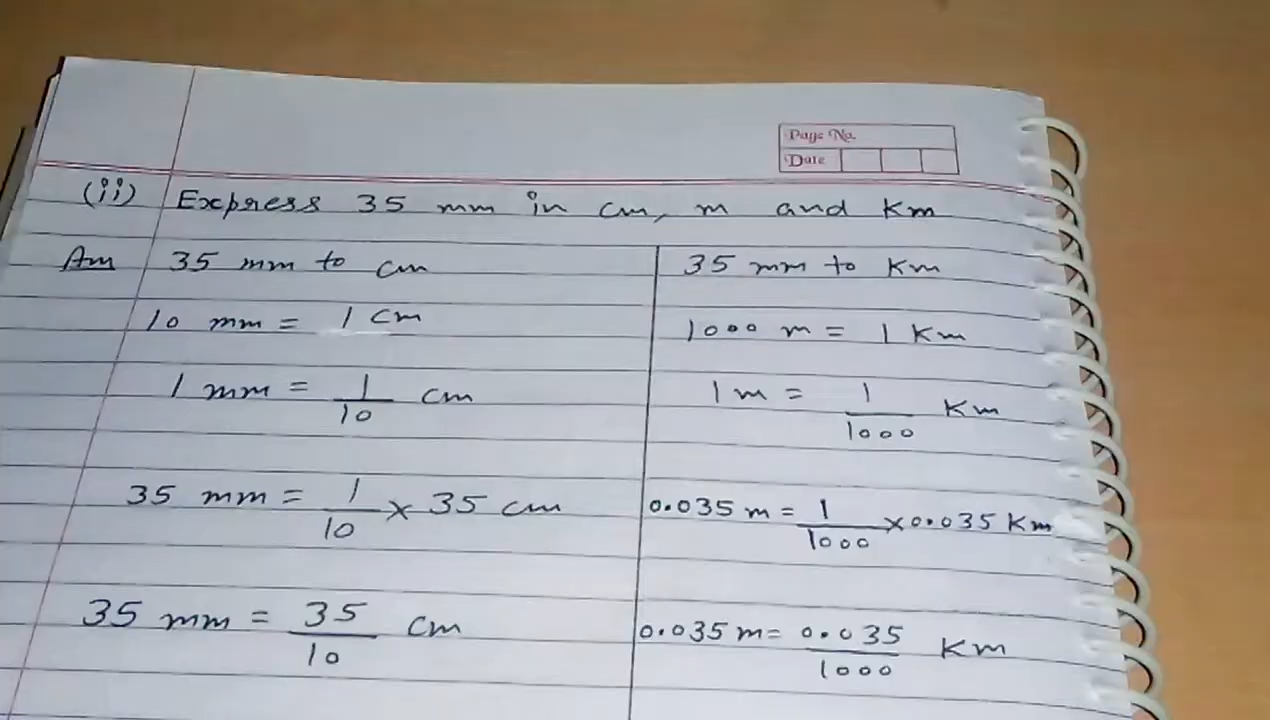 Page No.
Date
(ii) Express 35 mm in cm, m and Km
Ans 35 mm to cm
10 mm = 1 cm
1 mm = 1/10 cm
35 mm = 1/10 × 35 cm
35 mm = 35/10 cm
35 mm to Km
1000 m = 1 Km
1 m = 1/1000 Km
0.035 m = 1/1000 × 0.035 Km
0.035 m = 0.035/1000 Km